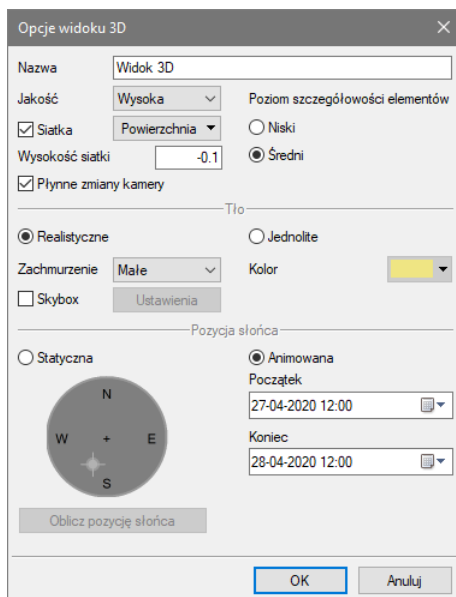 Opcje widoku 3D
Nazwa Widok 3D
Jakość Wysoka Poziom szczegółowości elementów
Siatka Powierzchnia Niski
Wysokość siatki -0.1 Średni
Płynne zmiany kamery
Tło
Realistyczne Jednolite
Zachmurzenie Małe Kolor
Skybox Ustawienia
Pozycja słońca
Statyczna Animowana
Początek
N
27-04-2020 12:00
W + E
Koniec
28-04-2020 12:00
S
Oblicz pozycję słońca
OK Anuluj